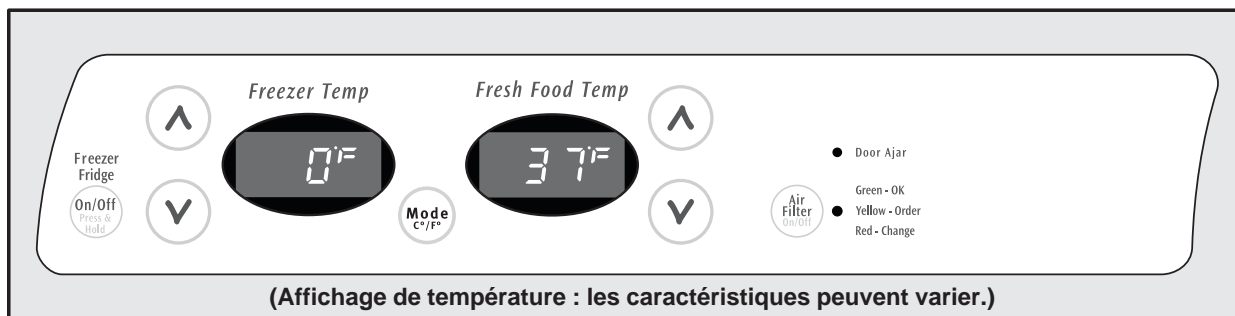 Freezer Temp
Fresh Food Temp
0°F
37°F
Freezer
Fridge
On/Off
Press &
Hold
Mode
C°/F°
Air
Filter
On/Off
Door Ajar
Green - OK
Yellow - Order
Red - Change
(Affichage de température : les caractéristiques peuvent varier.)